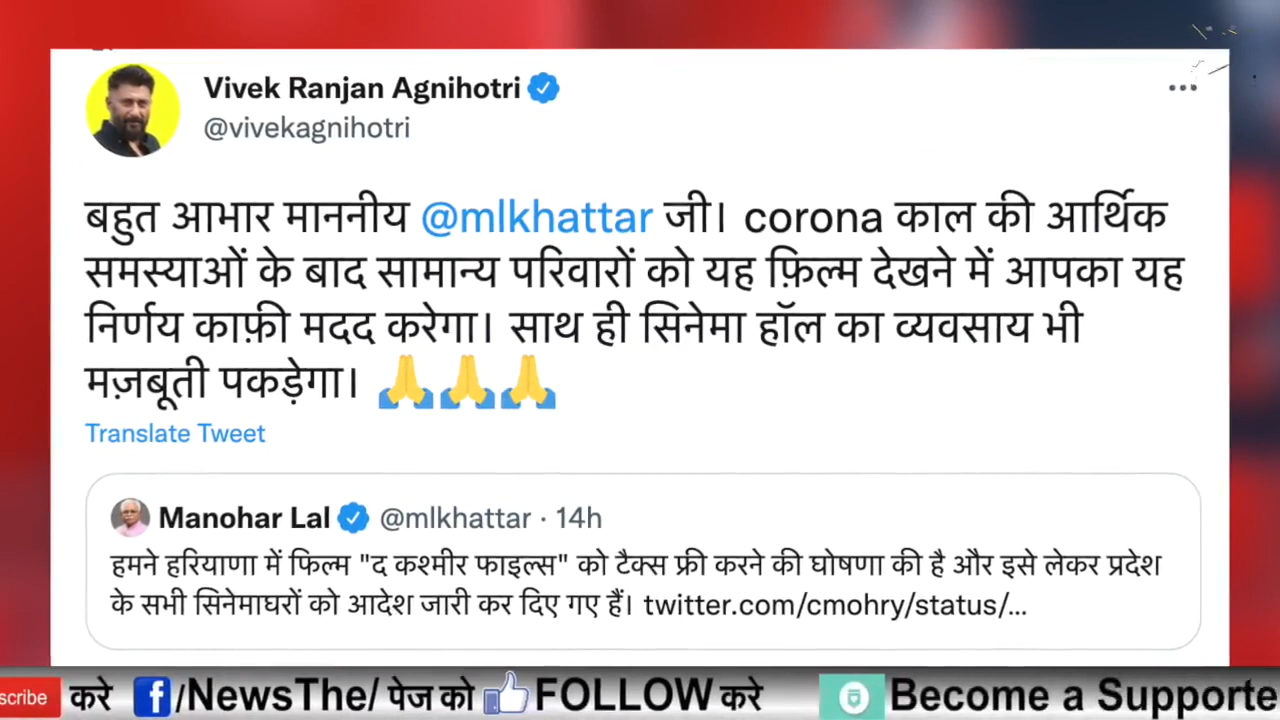 Vivek Ranjan Agnihotri
@vivekagnihotri
बहुत आभार माननीय @mlkhattar जी। corona काल की आर्थिक
समस्याओं के बाद सामान्य परिवारों को यह फ़िल्म देखने में आपका यह
निर्णय काफ़ी मदद करेगा। साथ ही सिनेमा हॉल का व्यवसाय भी
मज़बूती पकड़ेगा। 🙏🙏🙏
Translate Tweet
Manohar Lal @mlkhattar · 14h
हमने हरियाणा में फिल्म "द कश्मीर फाइल्स" को टैक्स फ्री करने की घोषणा की है और इसे लेकर प्रदेश
के सभी सिनेमाघरों को आदेश जारी कर दिए गए हैं। twitter.com/cmohry/status/...
scribe करे f/NewsThe/ पेज को FOLLOW करे Become a Supporte